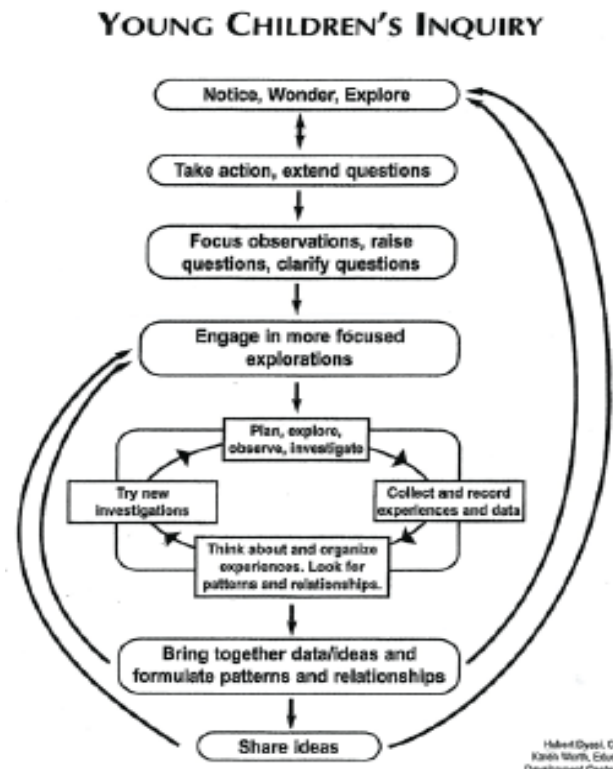 YOUNG CHILDREN'S INQUIRY
Notice, Wonder, Explore
Take action, extend questions
Focus observations, raise
questions, clarify questions
Engage in more focused
explorations
Plan, explore,
observe, investigate
Try new
investigations
Collect and record
experiences and data
Think about and organize
experiences. Look for
patterns and relationships.
Bring together data/ideas and
formulate patterns and relationships
Share ideas
Karen Worth,
Development